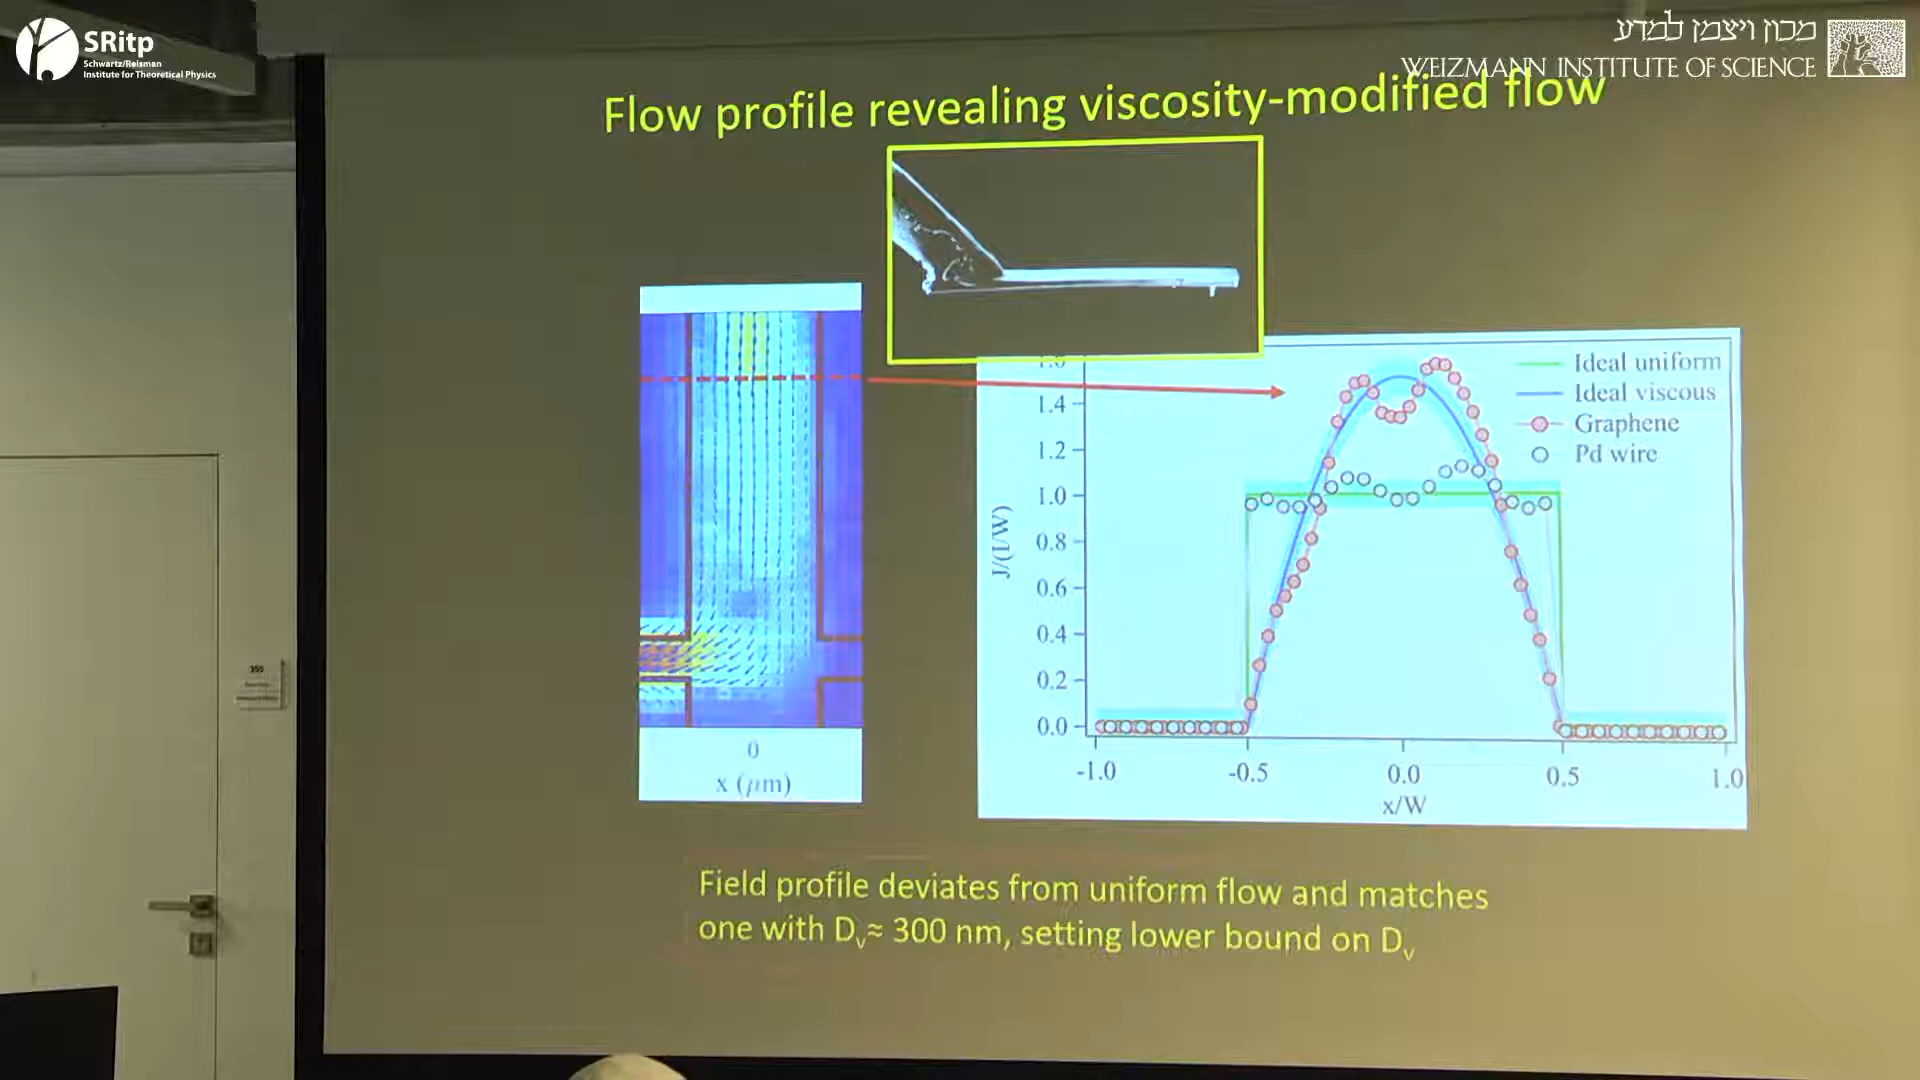 SRitp
Schwartz/Reisman
Institute for Theoretical Physics
מכון ויצמן למדע
WEIZMANN INSTITUTE OF SCIENCE
Flow profile revealing viscosity-modified flow
0
x (μm)
Ideal uniform
Ideal viscous
Graphene
Pd wire
1.4
1.2
1.0
0.8
0.6
0.4
0.2
0.0
J/(I/W)
-1.0
-0.5
0.0
0.5
1.0
x/W
Field profile deviates from uniform flow and matches
one with Dᵥ≈ 300 nm, setting lower bound on Dᵥ